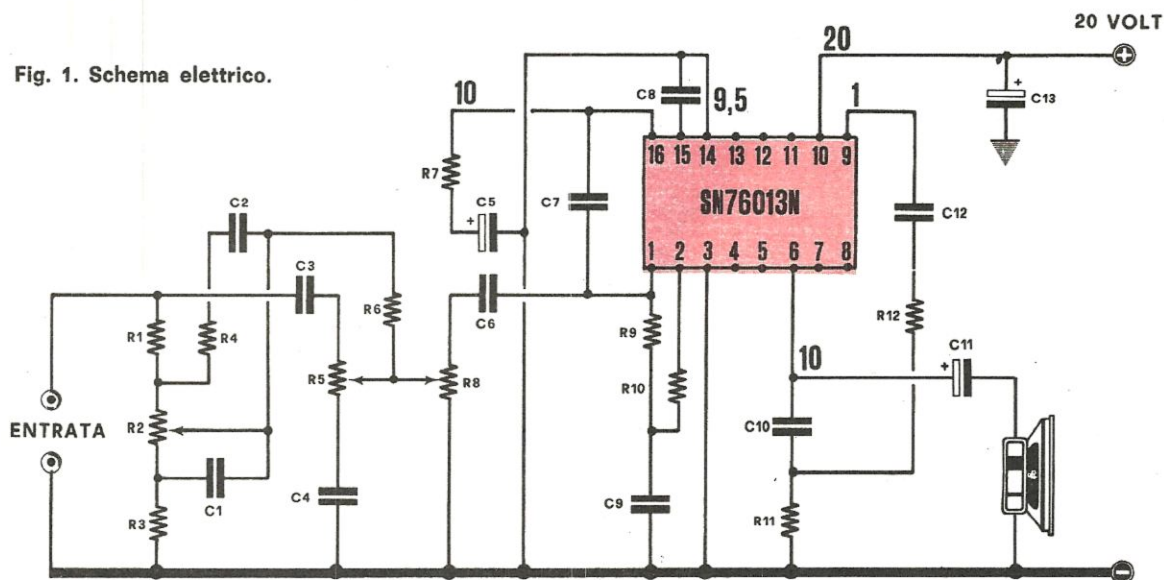 20 VOLT
Fig. 1. Schema elettrico.
20
10
C8
9,5
1
C13
R7
16 15 14 13 12 11 10 9
C2
C5
C7
SN76013N
C12
C3
1 2 3 4 5 6 7 8
R1
R4
R6
C6
R9
R12
R5
R8
R10
10
C11
ENTRATA
R2
C10
C1
C4
C9
R3
R11